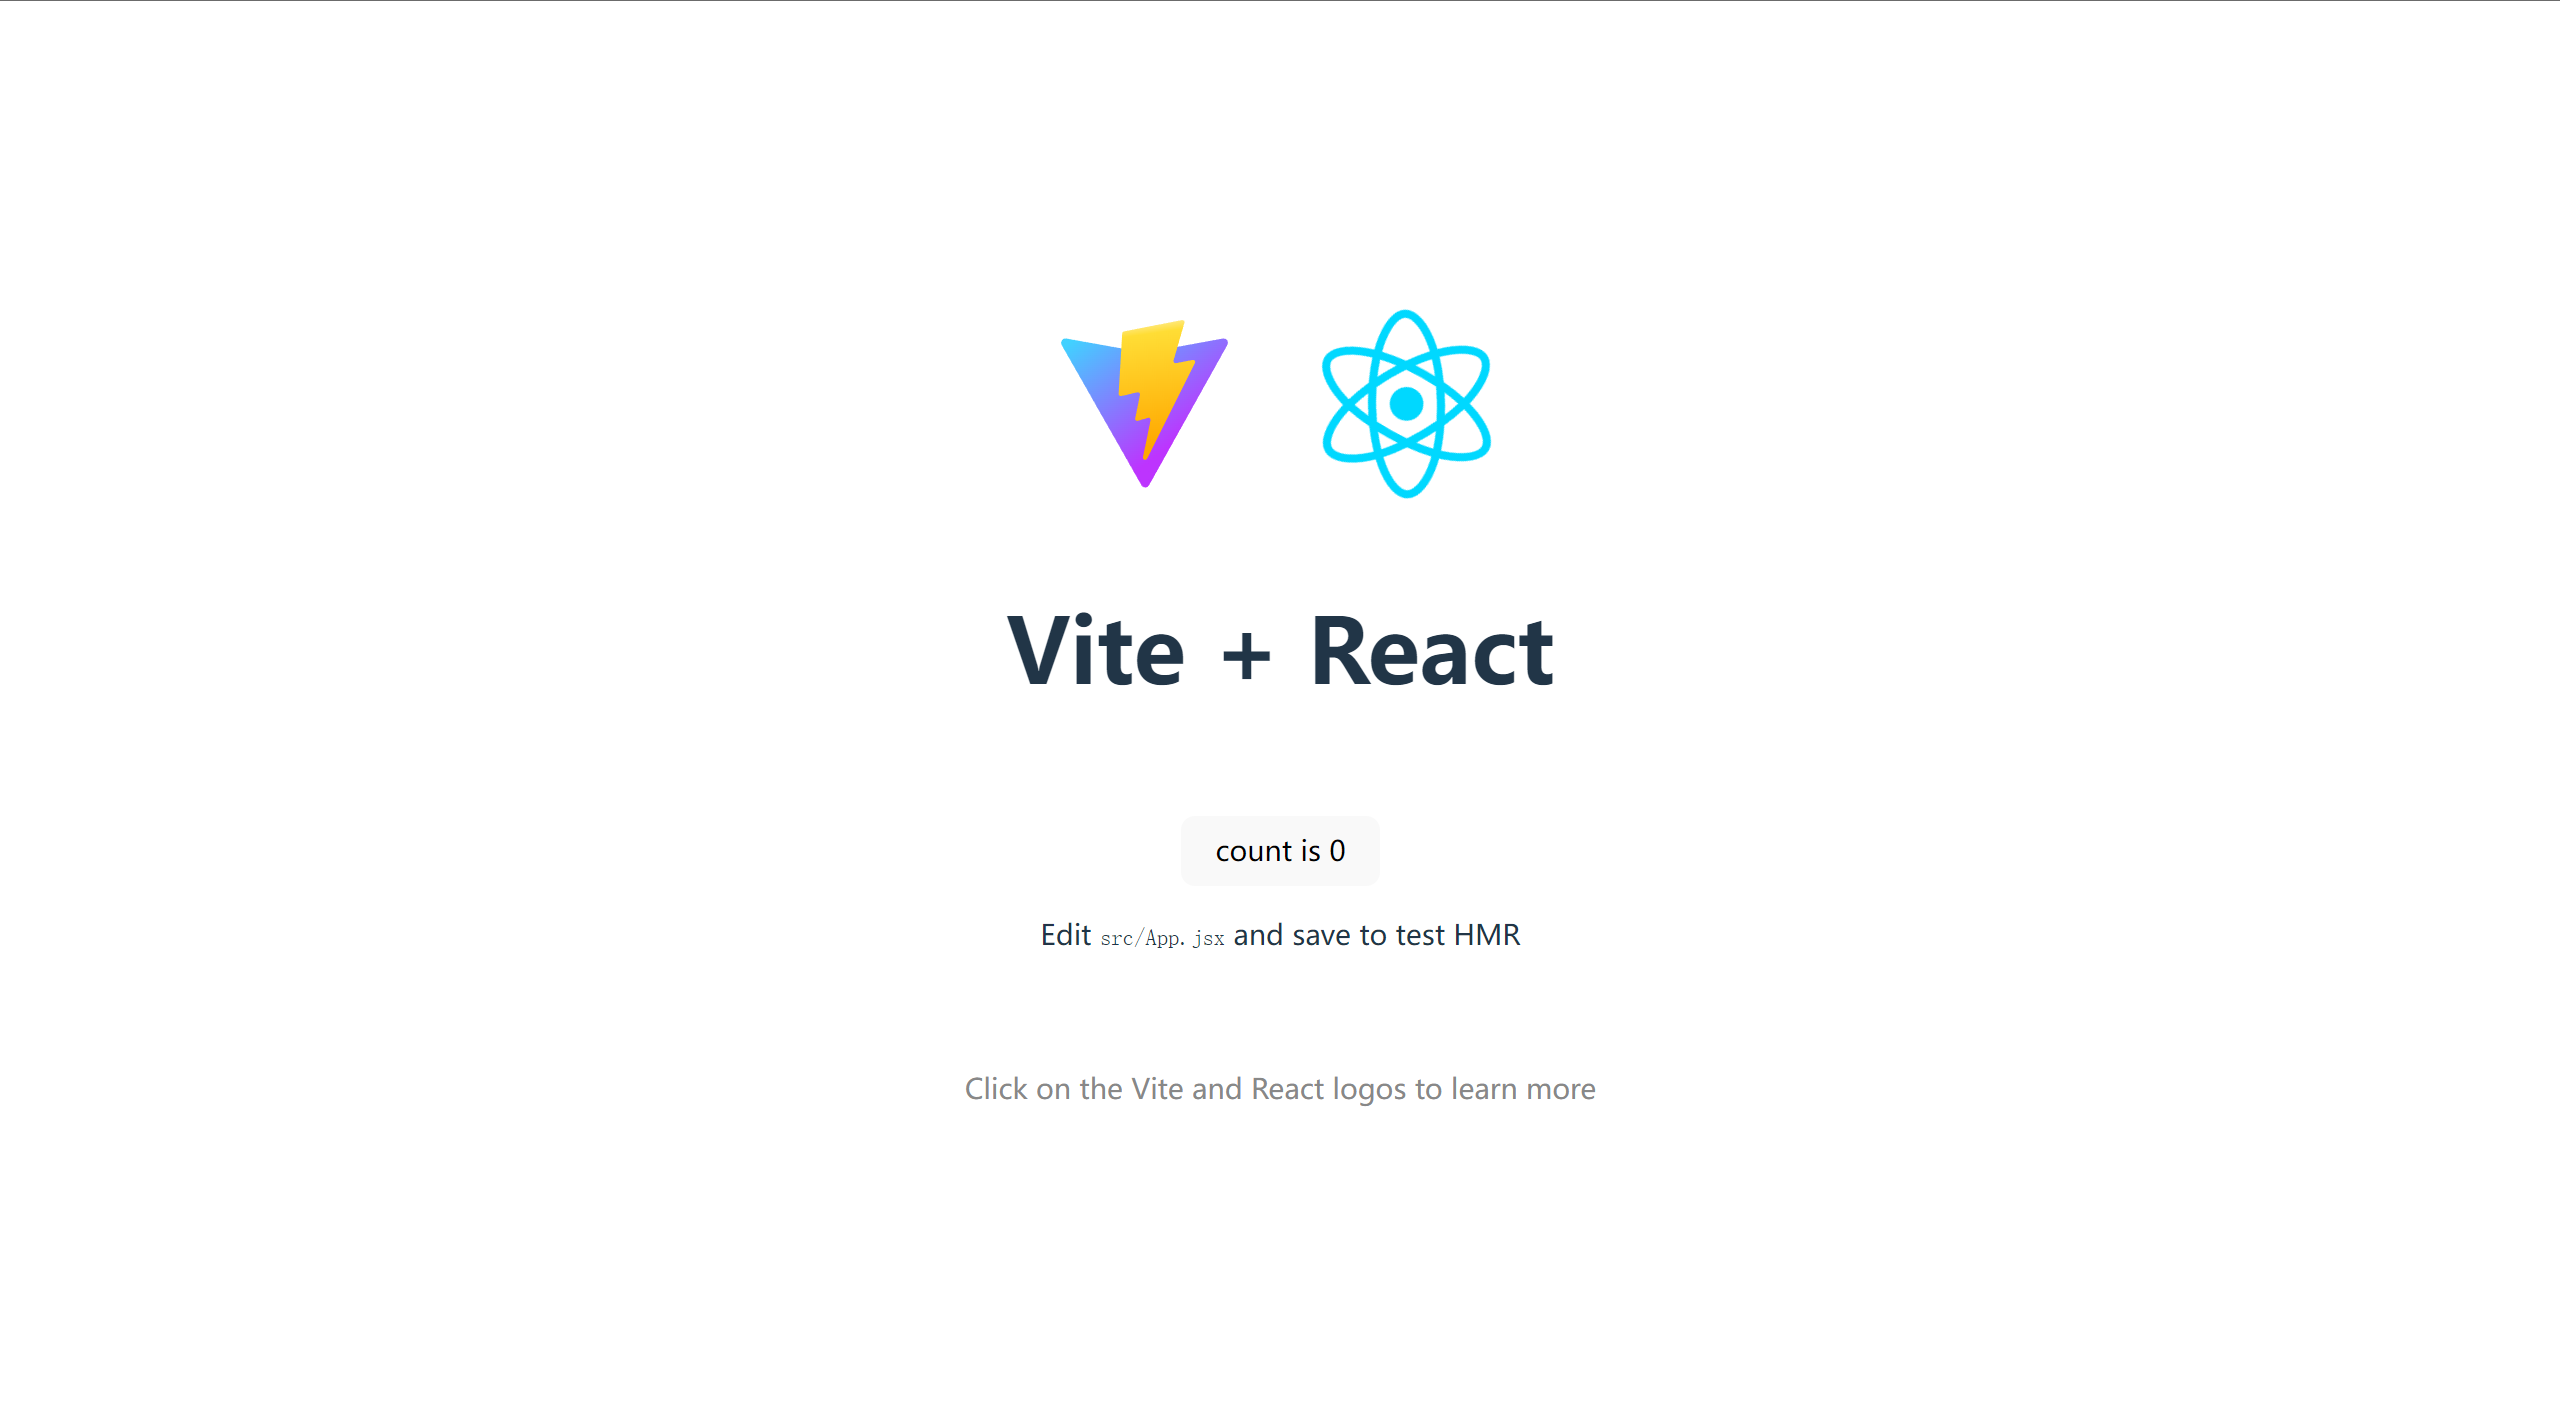 Vite + React
count is 0
Edit src/App.jsx and save to test HMR
Click on the Vite and React logos to learn more